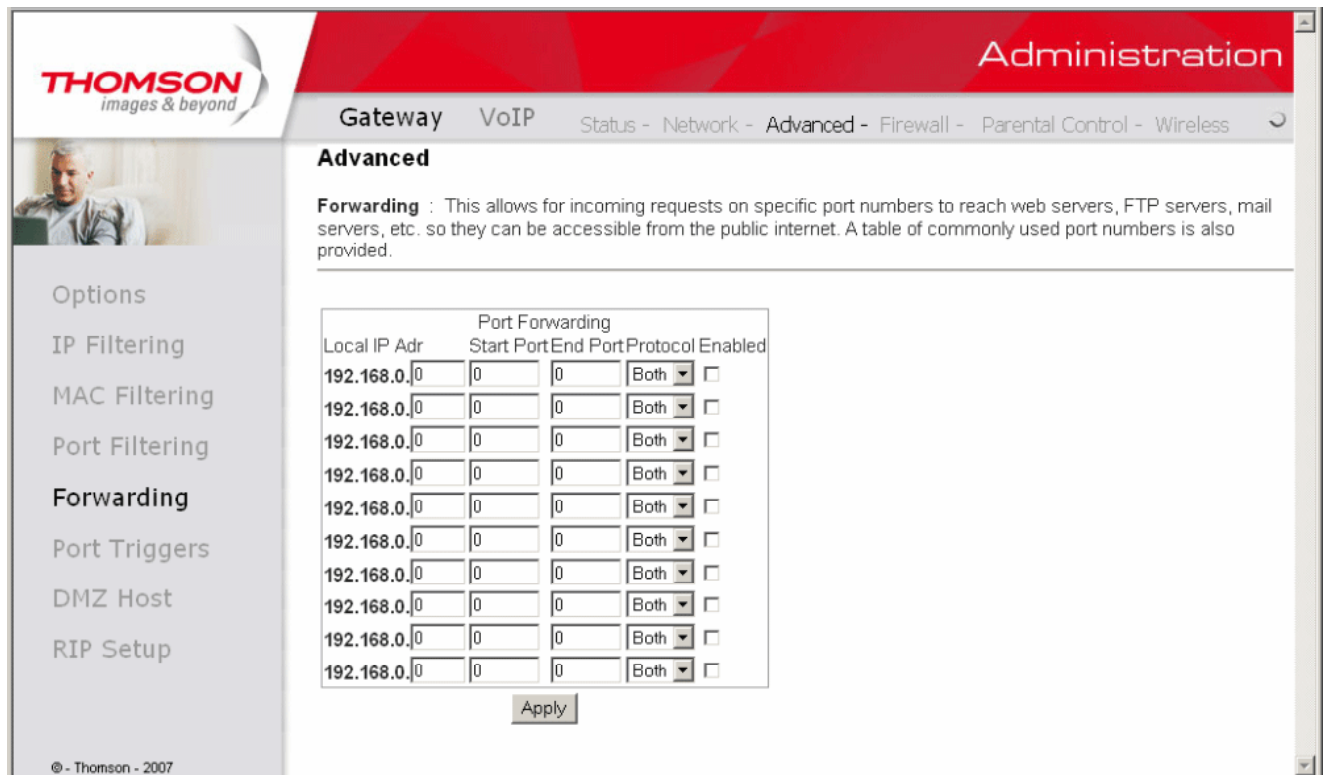 THOMSON
images & beyond
Administration
Gateway VoIP Status - Network - Advanced - Firewall - Parental Control - Wireless
Advanced
Forwarding : This allows for incoming requests on specific port numbers to reach web servers, FTP servers, mail
servers, etc. so they can be accessible from the public internet. A table of commonly used port numbers is also
provided.
Options
IP Filtering
MAC Filtering
Port Filtering
Forwarding
Port Triggers
DMZ Host
RIP Setup
Port Forwarding
Local IP Adr Start Port End Port Protocol Enabled
192.168.0. 0 0 0 Both
192.168.0. 0 0 0 Both
192.168.0. 0 0 0 Both
192.168.0. 0 0 0 Both
192.168.0. 0 0 0 Both
192.168.0. 0 0 0 Both
192.168.0. 0 0 0 Both
192.168.0. 0 0 0 Both
192.168.0. 0 0 0 Both
192.168.0. 0 0 0 Both
Apply
© - Thomson - 2007